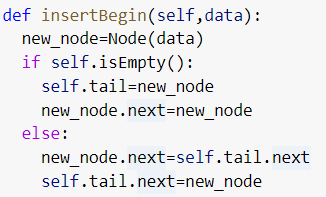 def insertBegin(self,data):
  new_node=Node(data)
  if self.isEmpty():
    self.tail=new_node
    new_node.next=new_node
  else:
    new_node.next=self.tail.next
    self.tail.next=new_node